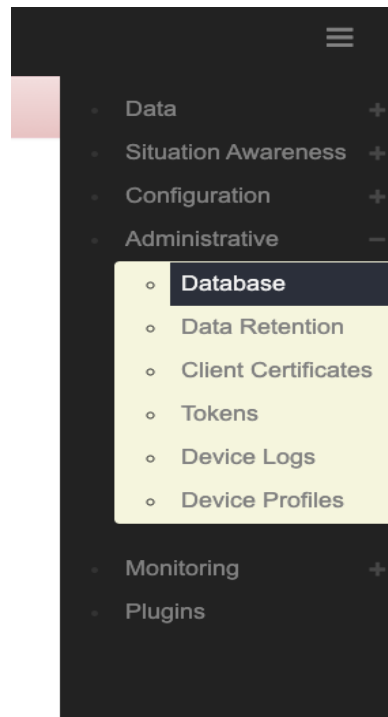 Data
Situation Awareness
Configuration
Administrative
Database
Data Retention
Client Certificates
Tokens
Device Logs
Device Profiles
Monitoring
Plugins